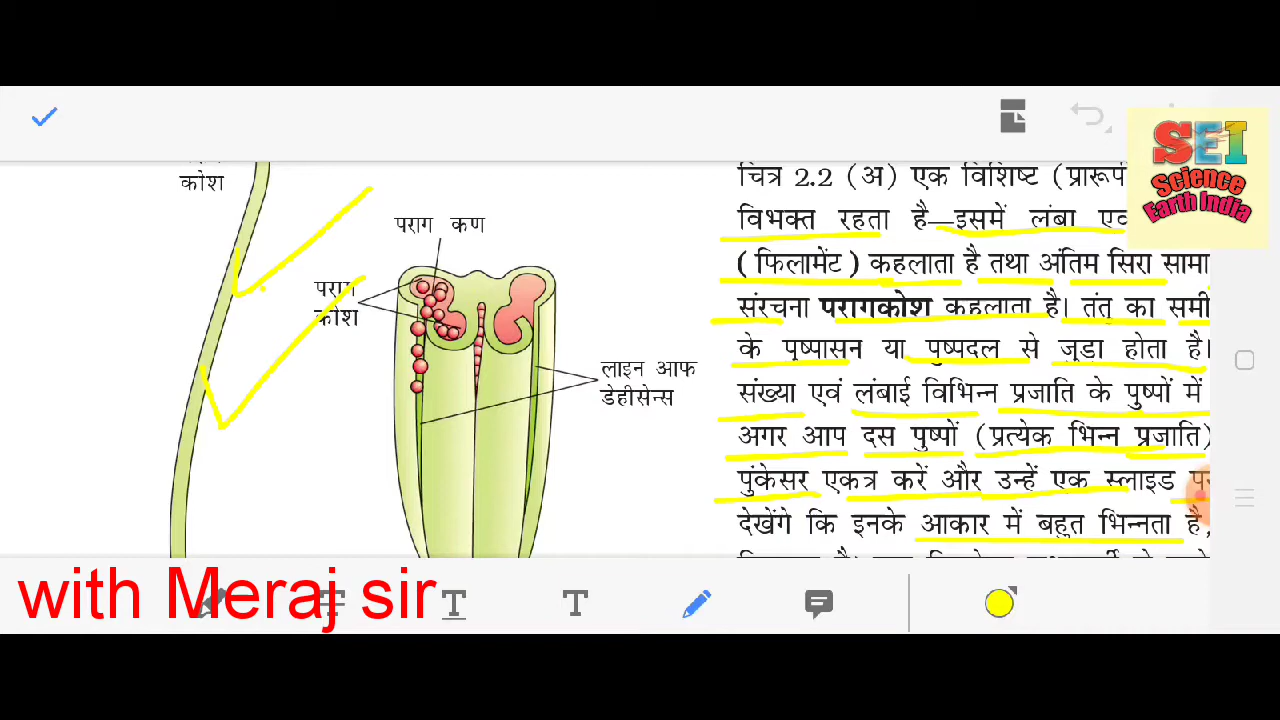 कोश
पराग कण
पराग
कोश
लाइन आफ
डेहीसेन्स
चित्र 2.2 (अ) एक विशिष्ट (प्रारूपी
विभक्त रहता है—इसमें लंबा एवं
(फिलामेंट) कहलाता है तथा अंतिम सिरा सामा
संरचना परागकोश कहलाता है। तंतु का समी
के पुष्पासन या पुष्पदल से जुड़ा होता है।
संख्या एवं लंबाई विभिन्न प्रजाति के पुष्पों में
अगर आप दस पुष्पों (प्रत्येक भिन्न प्रजाति)
पुंकेसर एकत्र करें और उन्हें एक स्लाइड पर
देखेंगे कि इनके आकार में बहुत भिन्नता है,
SEI
Science
Earth India
with Meraj sir